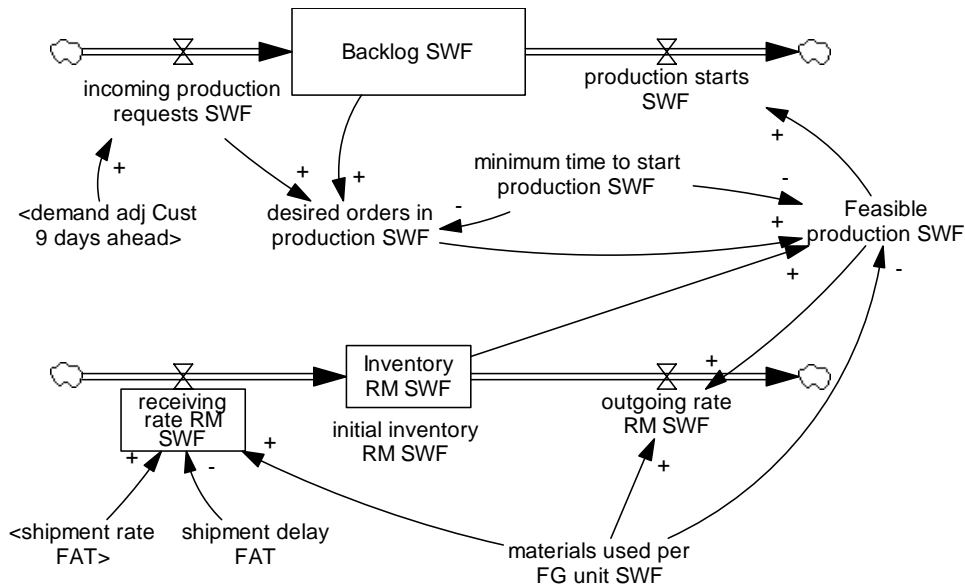 Backlog SWF
incoming production
requests SWF
production starts
SWF
+
+
+
+
minimum time to start
production SWF
-
-
<demand adj Cust
9 days ahead>
desired orders in
production SWF
+
Feasible
production SWF
+
-
Inventory
RM SWF
+
receiving
rate RM
SWF
initial inventory
RM SWF
outgoing rate
RM SWF
+
-
+
+
<shipment rate
FAT>
shipment delay
FAT
materials used per
FG unit SWF